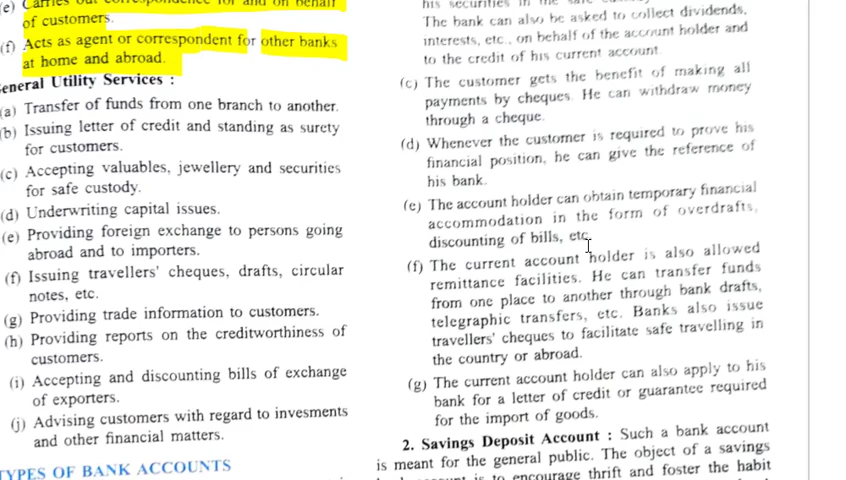 (e) Carries out correspondence for and on behalf
of customers.
(f) Acts as agent or correspondent for other banks
at home and abroad.
General Utility Services :
(a) Transfer of funds from one branch to another.
(b) Issuing letter of credit and standing as surety
for customers.
(c) Accepting valuables, jewellery and securities
for safe custody.
(d) Underwriting capital issues.
(e) Providing foreign exchange to persons going
abroad and to importers.
(f) Issuing travellers' cheques, drafts, circular
notes, etc.
(g) Providing trade information to customers.
(h) Providing reports on the creditworthiness of
customers.
(i) Accepting and discounting bills of exchange
of exporters.
(j) Advising customers with regard to invesments
and other financial matters.
TYPES OF BANK ACCOUNTS
his securities in the safe
The bank can also be asked to collect dividends,
interests, etc., on behalf of the account holder and
to the credit of his current account
(c) The customer gets the benefit of making all
payments by cheques. He can withdraw money
through a cheque.
(d) Whenever the customer is required to prove his
financial position, he can give the reference of
his bank.
(e) The account holder can obtain temporary financial
accommodation in the form of overdrafts,
discounting of bills, etc.
(f) The current account holder is also allowed
remittance facilities. He can transfer funds
from one place to another through bank drafts,
telegraphic transfers, etc. Banks also issue
travellers' cheques to facilitate safe travelling in
the country or abroad.
(g) The current account holder can also apply to his
bank for a letter of credit or guarantee required
for the import of goods.
2. Savings Deposit Account : Such a bank account
is meant for the general public. The object of a savings
account is to encourage thrift and foster the habit